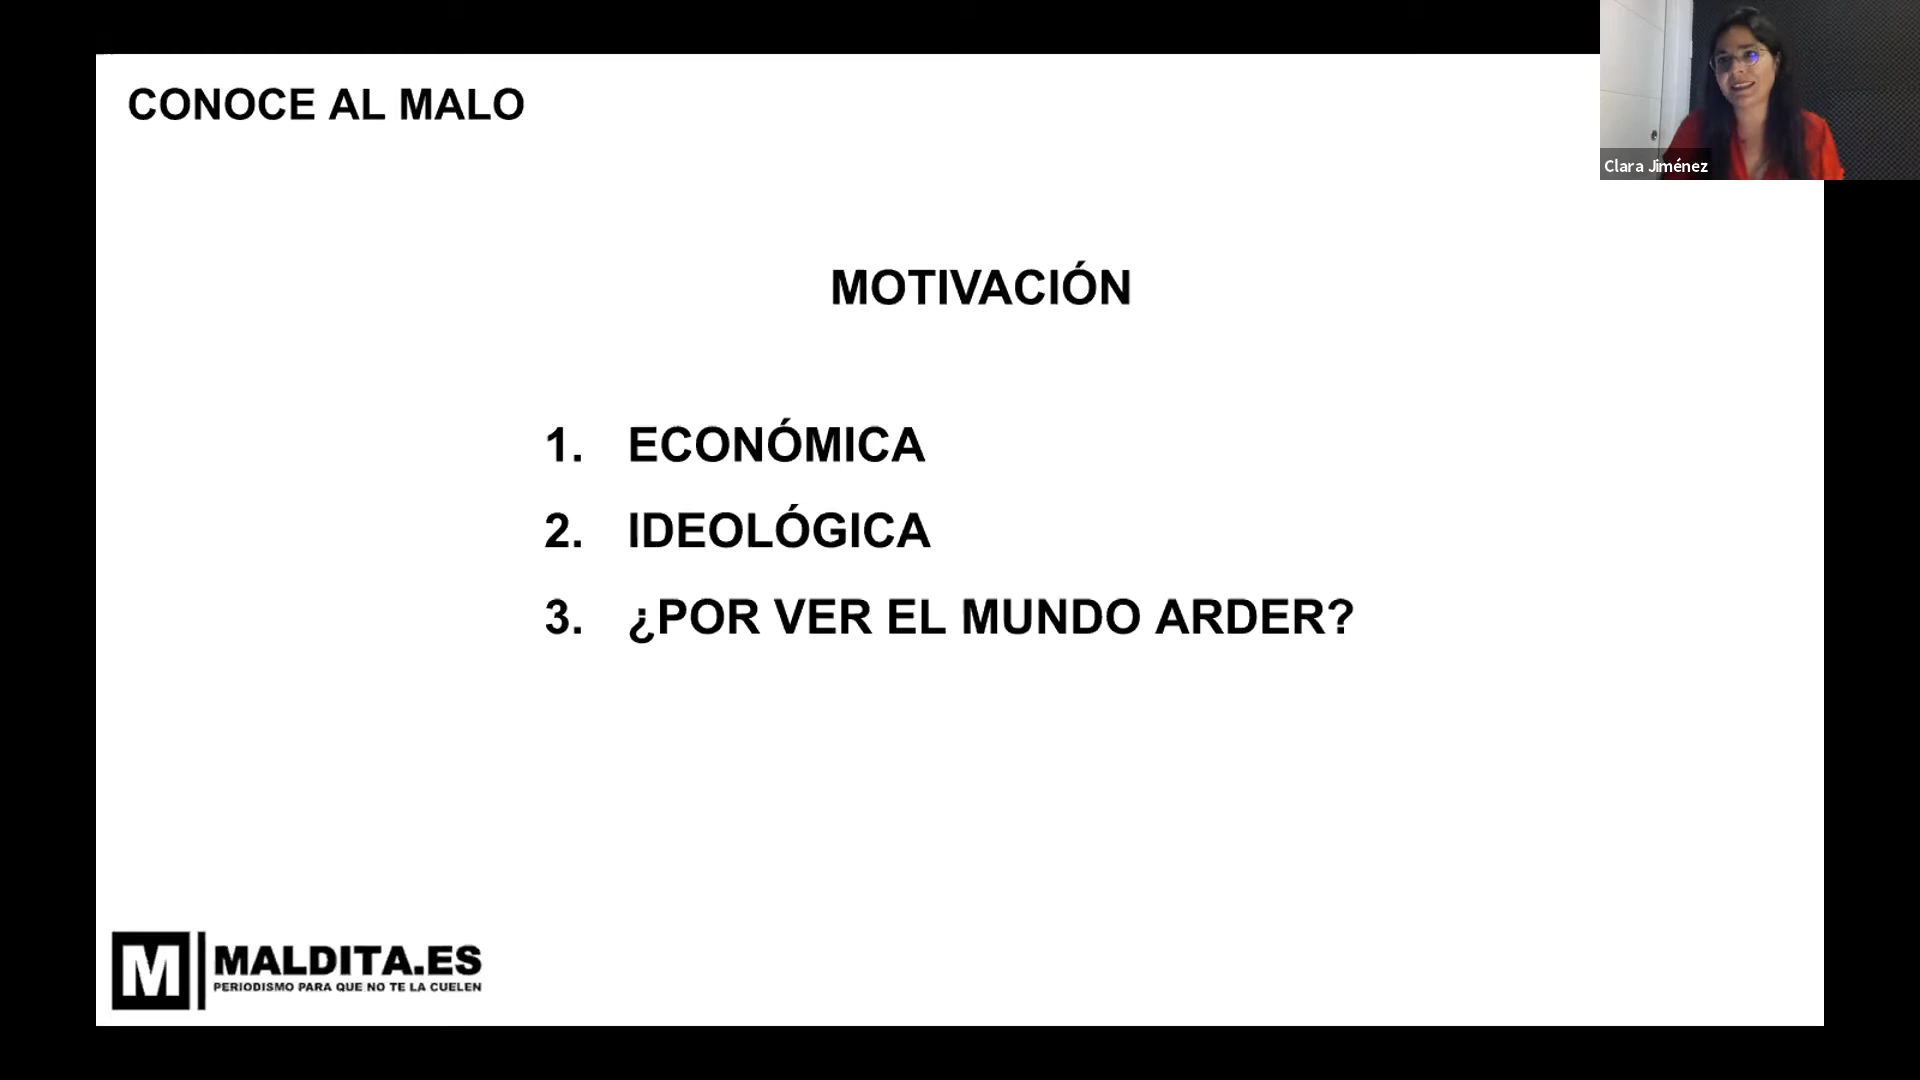 CONOCE AL MALO
Clara Jiménez
MOTIVACIÓN
1. ECONÓMICA
2. IDEOLÓGICA
3. ¿POR VER EL MUNDO ARDER?
M MALDITA.ES
PERIODISMO PARA QUE NO TE LA CUELEN